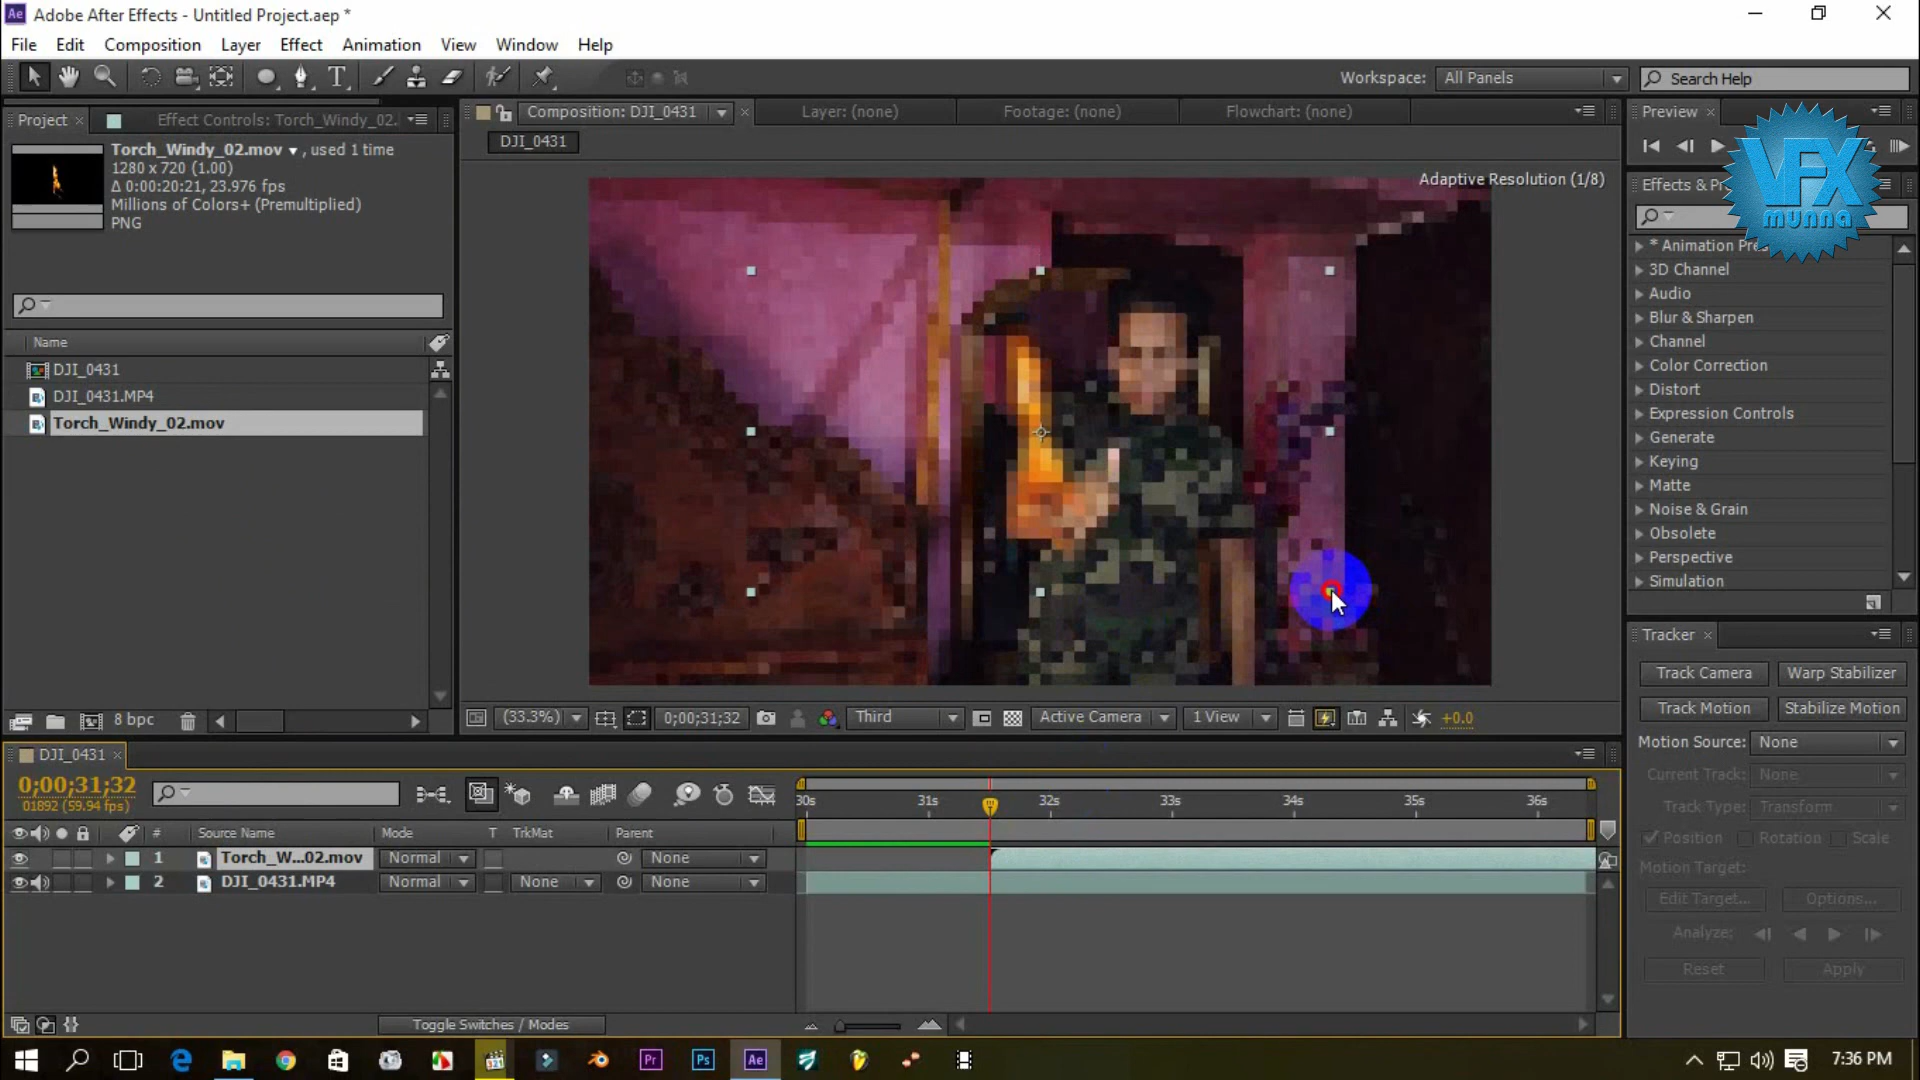 Adobe After Effects - Untitled Project.aep *
File Edit Composition Layer Effect Animation View Window Help
Workspace: All Panels Search Help
Project Effect Controls: Torch_Windy_02. Composition: DJI_0431 Layer: (none) Footage: (none) Flowchart: (none) Preview
DJI_0431
Torch_Windy_02.mov , used 1 time
1280 x 720 (1.00)
Δ 0:00:20:21, 23.976 fps
Millions of Colors+ (Premultiplied)
PNG
Adaptive Resolution (1/8)
VFX
munna
Effects & Pr
* Animation Pre
3D Channel
Audio
Blur & Sharpen
Channel
Color Correction
Distort
Expression Controls
Generate
Keying
Matte
Noise & Grain
Obsolete
Perspective
Simulation
Name
DJI_0431
DJI_0431.MP4
Torch_Windy_02.mov
8 bpc
(33.3%) 0;00;31;32 Third Active Camera 1 View +0.0
Tracker
Track Camera Warp Stabilizer
Track Motion Stabilize Motion
Motion Source: None
Current Track: None
Track Type: Transform
Position Rotation Scale
Motion Target:
Edit Target... Options...
Analyze:
Reset Apply
DJI_0431
0;00;31;32
01892 (59.94 fps)
30s 31s 32s 33s 34s 35s 36s
# Source Name Mode T TrkMat Parent
1 Torch_W...02.mov Normal None
2 DJI_0431.MP4 Normal None None
Toggle Switches / Modes
Pr Ps Ae
7:36 PM